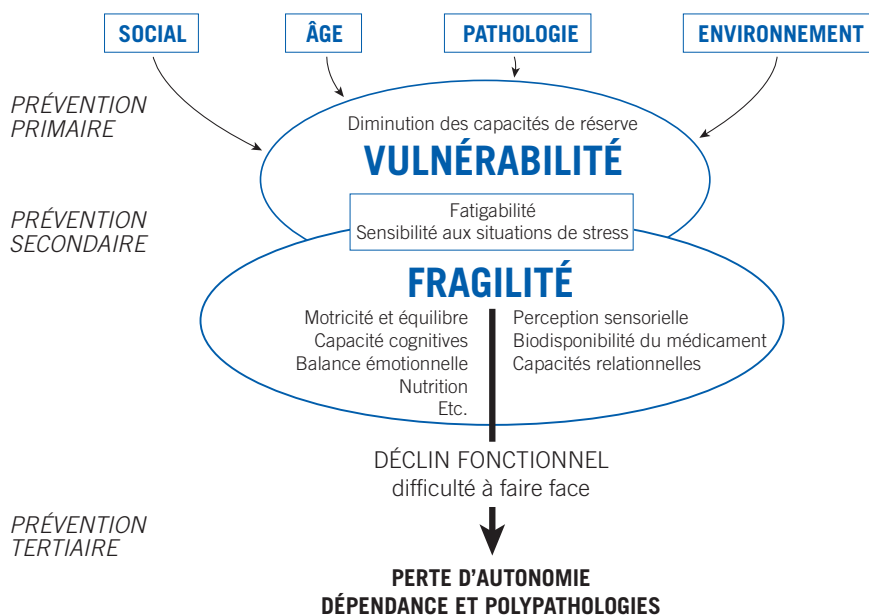 SOCIAL
ÂGE
PATHOLOGIE
ENVIRONNEMENT
PRÉVENTION
PRIMAIRE
Diminution des capacités de réserve
VULNÉRABILITÉ
PRÉVENTION
SECONDAIRE
Fatigabilité
Sensibilité aux situations de stress
FRAGILITÉ
Motricité et équilibre
Capacité cognitives
Balance émotionnelle
Nutrition
Etc.
Perception sensorielle
Biodisponibilité du médicament
Capacités relationnelles
DÉCLIN FONCTIONNEL
difficulté à faire face
PRÉVENTION
TERTIAIRE
PERTE D'AUTONOMIE
DÉPENDANCE ET POLYPATHOLOGIES